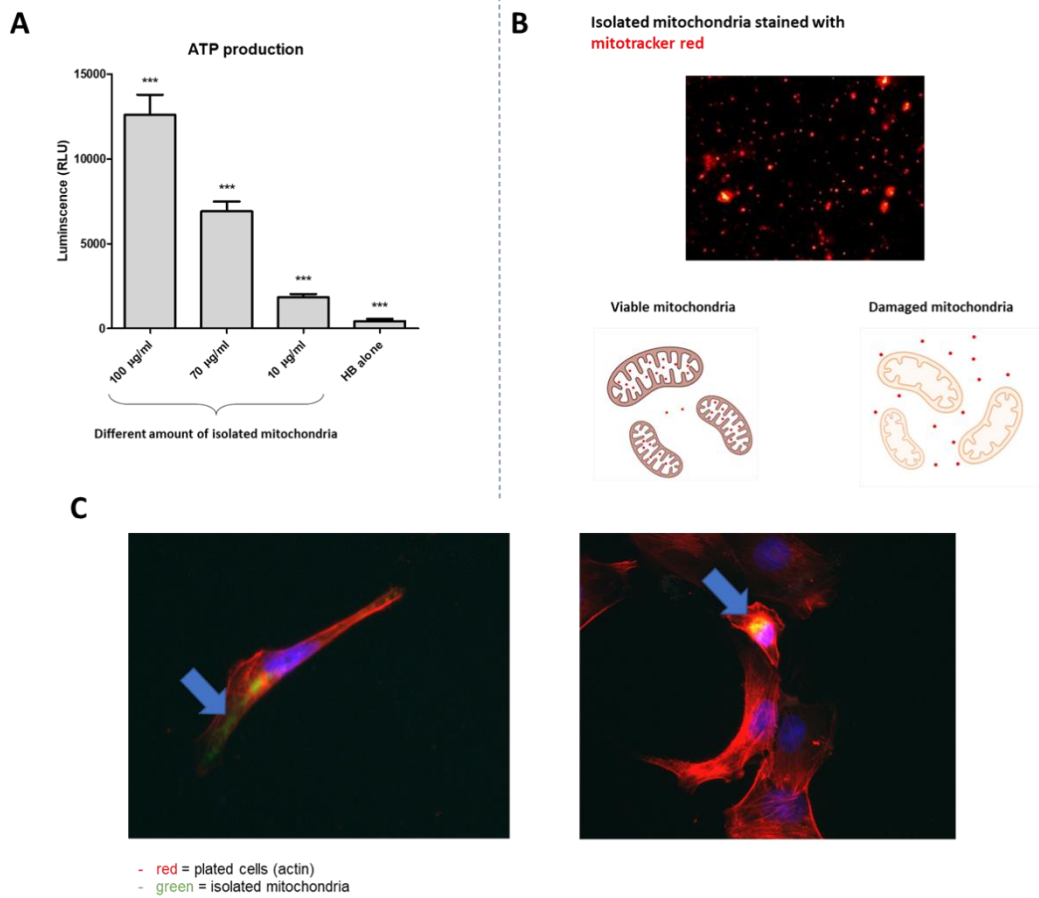 A
ATP production
15000
10000
5000
0
Luminscence (RLU)
***
***
***
***
100 μg/ml
70 μg/ml
10 μg/ml
HB alone
Different amount of isolated mitochondria
B
Isolated mitochondria stained with
mitotracker red
Viable mitochondria
Damaged mitochondria
C
- red = plated cells (actin)
- green = isolated mitochondria